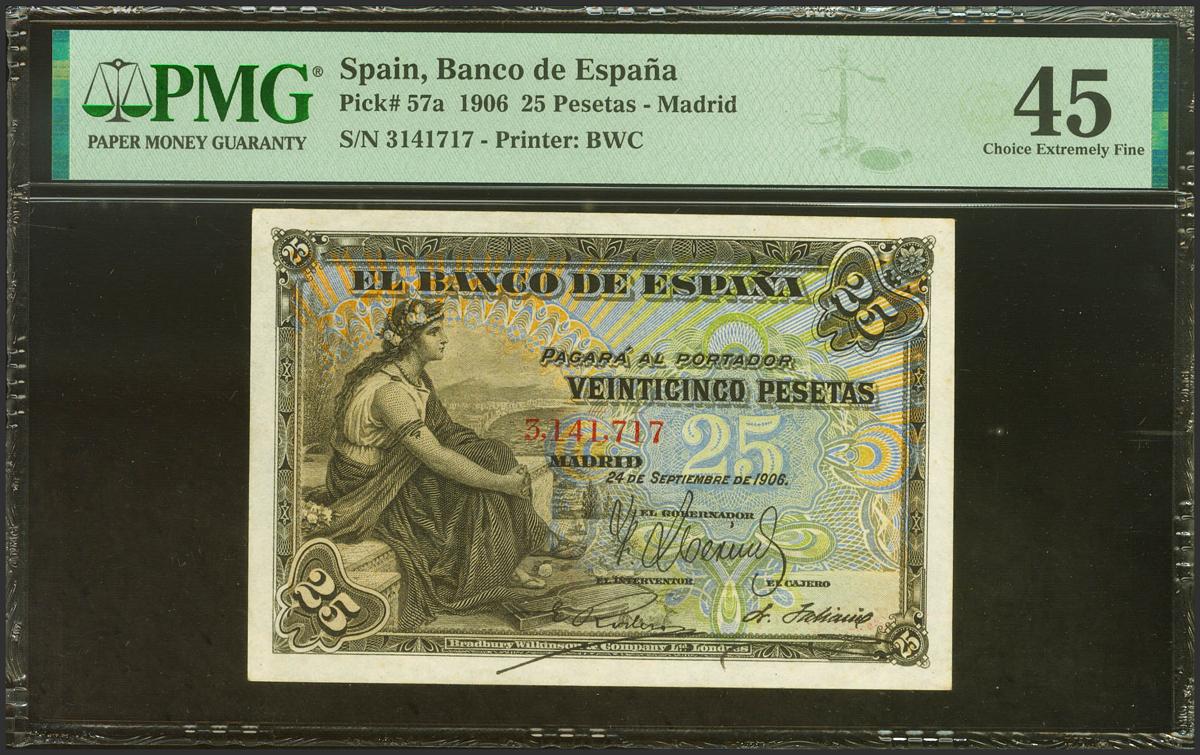 PMG®
PAPER MONEY GUARANTY
Spain, Banco de España
Pick# 57a 1906 25 Pesetas - Madrid
S/N 3141717 - Printer: BWC
45
Choice Extremely Fine
25
EL BANCO DE ESPAÑA
25
PAGARÁ AL PORTADOR
VEINTICINCO PESETAS
3,141,717
25
MADRID
24 DE SEPTIEMBRE DE 1906.
EL GOBERNADOR
EL INTERVENTOR
EL CAJERO
25
Bradbury Wilkinson & Company Ld. Londres
25